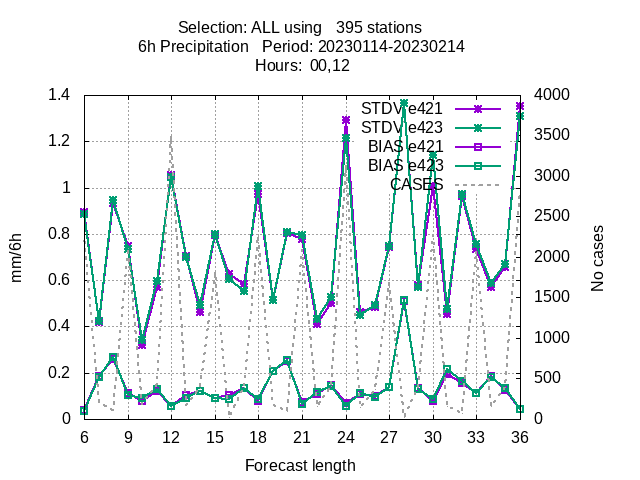 Selection: ALL using   395 stations
6h Precipitation   Period: 20230114-20230214
Hours:  00,12
STDV e421
STDV e423
BIAS e421
BIAS e423
CASES
mm/6h
No cases
1.4
1.2
1
0.8
0.6
0.4
0.2
0
4000
3500
3000
2500
2000
1500
1000
500
0
6 9 12 15 18 21 24 27 30 33 36
Forecast length